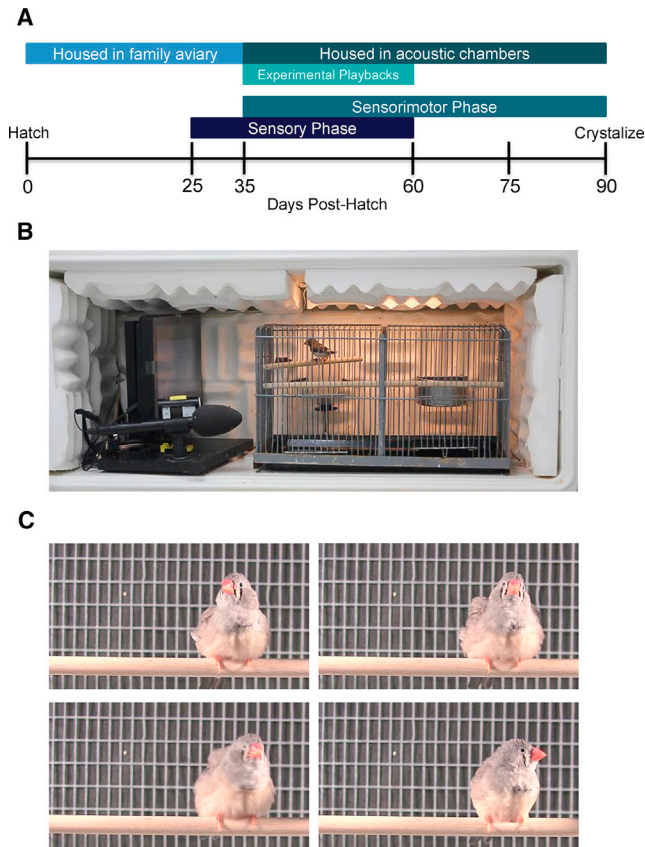 A
Housed in family aviary
Housed in acoustic chambers
Experimental Playbacks
Sensorimotor Phase
Sensory Phase
Hatch
Crystalize
0 25 35 60 75 90
Days Post-Hatch
B
C